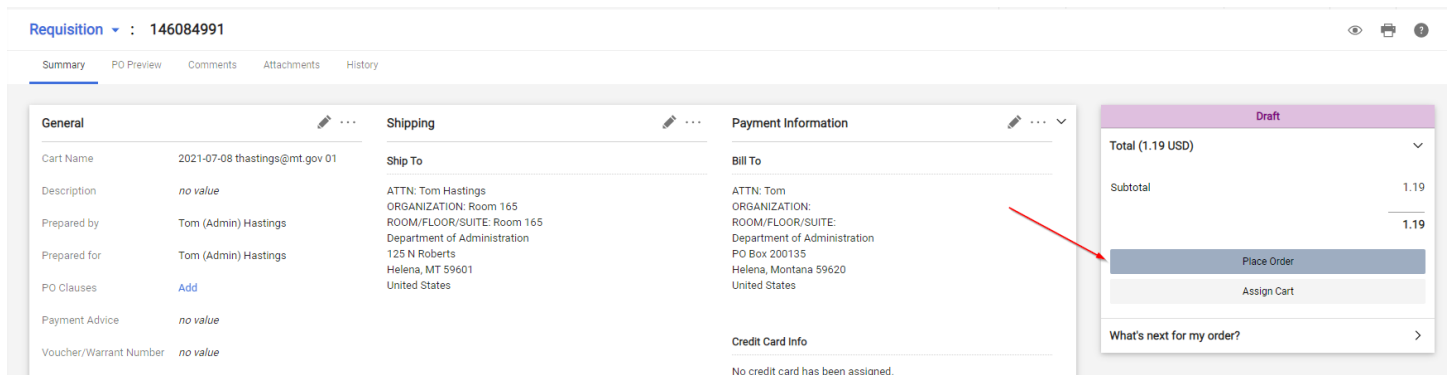 Requisition : 146084991
Summary PO Preview Comments Attachments History
General
Cart Name 2021-07-08 thastings@mt.gov 01
Description no value
Prepared by Tom (Admin) Hastings
Prepared for Tom (Admin) Hastings
PO Clauses Add
Payment Advice no value
Voucher/Warrant Number no value
Shipping
Ship To
ATTN: Tom Hastings
ORGANIZATION: Room 165
ROOM/FLOOR/SUITE: Room 165
Department of Administration
125 N Roberts
Helena, MT 59601
United States
Payment Information
Bill To
ATTN: Tom
ORGANIZATION:
ROOM/FLOOR/SUITE:
Department of Administration
PO Box 200135
Helena, Montana 59620
United States
Credit Card Info
No credit card has been assigned.
Draft
Total (1.19 USD)
Subtotal 1.19
1.19
Place Order
Assign Cart
What's next for my order?